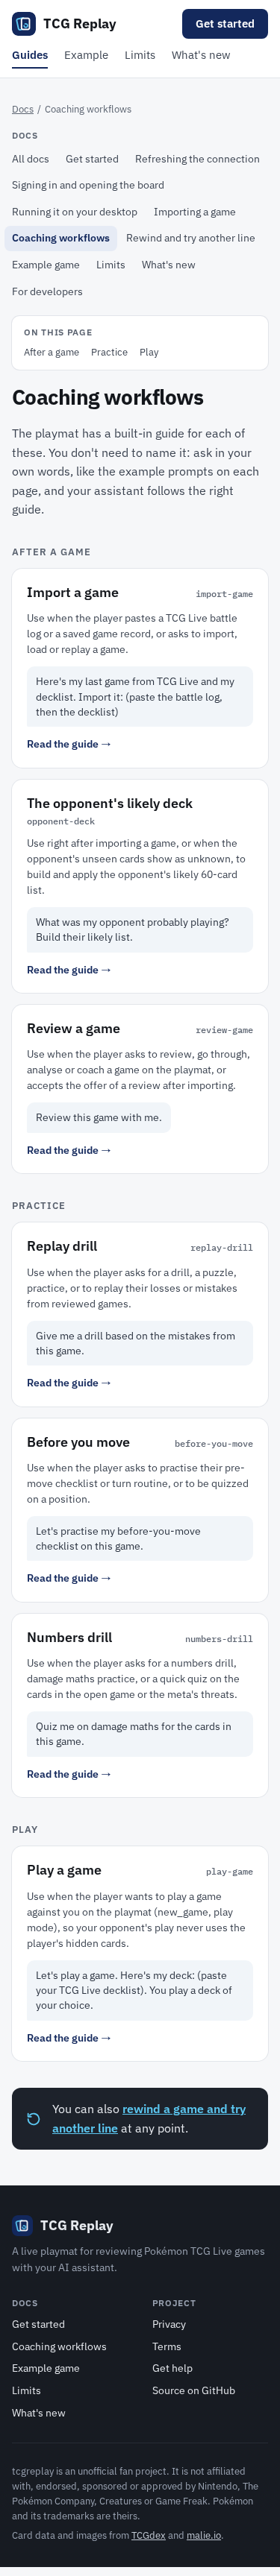 TCG Replay
Get started
Guides Example Limits What's new
Docs / Coaching workflows
DOCS
All docs Get started Refreshing the connection
Signing in and opening the board
Running it on your desktop Importing a game
Coaching workflows Rewind and try another line
Example game Limits What's new
For developers
ON THIS PAGE
After a game Practice Play
Coaching workflows
The playmat has a built-in guide for each of
these. You don't need to name it: ask in your
own words, like the example prompts on each
page, and your assistant follows the right
guide.
AFTER A GAME
Import a game import-game
Use when the player pastes a TCG Live battle
log or a saved game record, or asks to import,
load or replay a game.
Here's my last game from TCG Live and my
decklist. Import it: (paste the battle log,
then the decklist)
Read the guide →
The opponent's likely deck
opponent-deck
Use right after importing a game, or when the
opponent's unseen cards show as unknown, to
build and apply the opponent's likely 60-card
list.
What was my opponent probably playing?
Build their likely list.
Read the guide →
Review a game review-game
Use when the player asks to review, go through,
analyse or coach a game on the playmat, or
accepts the offer of a review after importing.
Review this game with me.
Read the guide →
PRACTICE
Replay drill replay-drill
Use when the player asks for a drill, a puzzle,
practice, or to replay their losses or mistakes
from reviewed games.
Give me a drill based on the mistakes from
this game.
Read the guide →
Before you move before-you-move
Use when the player asks to practise their pre-
move checklist or turn routine, or to be quizzed
on a position.
Let's practise my before-you-move
checklist on this game.
Read the guide →
Numbers drill numbers-drill
Use when the player asks for a numbers drill,
damage maths practice, or a quick quiz on the
cards in the open game or the meta's threats.
Quiz me on damage maths for the cards in
this game.
Read the guide →
PLAY
Play a game play-game
Use when the player wants to play a game
against you on the playmat (new_game, play
mode), so your opponent's play never uses the
player's hidden cards.
Let's play a game. Here's my deck: (paste
your TCG Live decklist). You play a deck of
your choice.
Read the guide →
You can also rewind a game and try
another line at any point.
TCG Replay
A live playmat for reviewing Pokémon TCG Live games
with your AI assistant.
DOCS PROJECT
Get started Privacy
Coaching workflows Terms
Example game Get help
Limits Source on GitHub
What's new
tcgreplay is an unofficial fan project. It is not affiliated
with, endorsed, sponsored or approved by Nintendo, The
Pokémon Company, Creatures or Game Freak. Pokémon
and its trademarks are theirs.
Card data and images from TCGdex and malie.io.